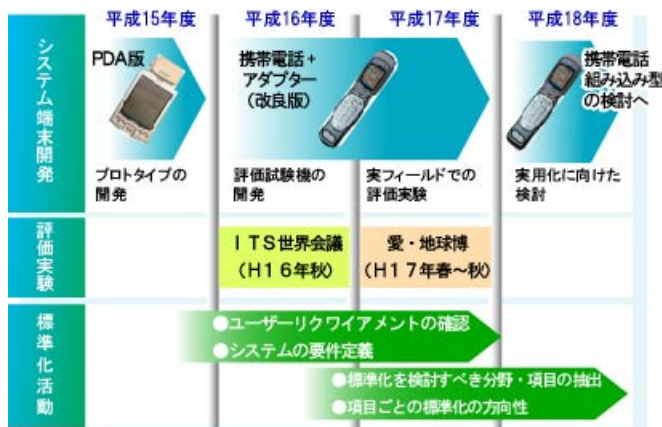 平成15年度
平成16年度
平成17年度
平成18年度
システム端末開発
PDA版
携帯電話+
アダプター
(改良版)
携帯電話
組み込み型
の検討へ
プロトタイプの
開発
評価試験機の
開発
実フィールドでの
評価実験
実用化に向けた
検討
評価実験
ITS世界会議
(H16年秋)
愛・地球博
(H17年春～秋)
標準化活動
●ユーザーリクワイアメントの確認
●システムの要件定義
●標準化を検討すべき分野・項目の抽出
●項目ごとの標準化の方向性